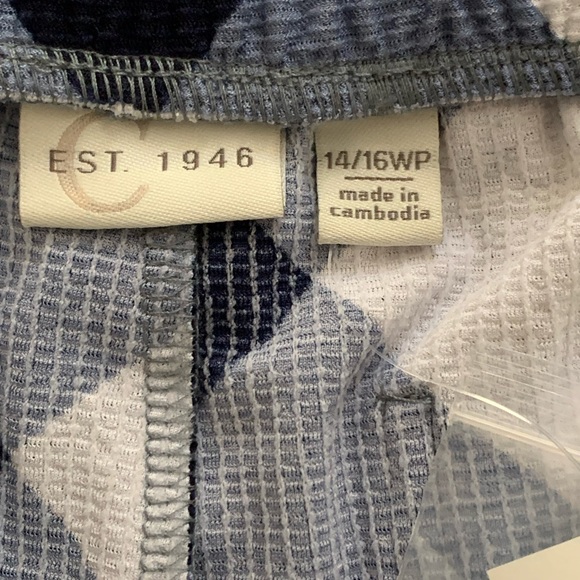 C
EST. 1946
14/16WP
made in
cambodia